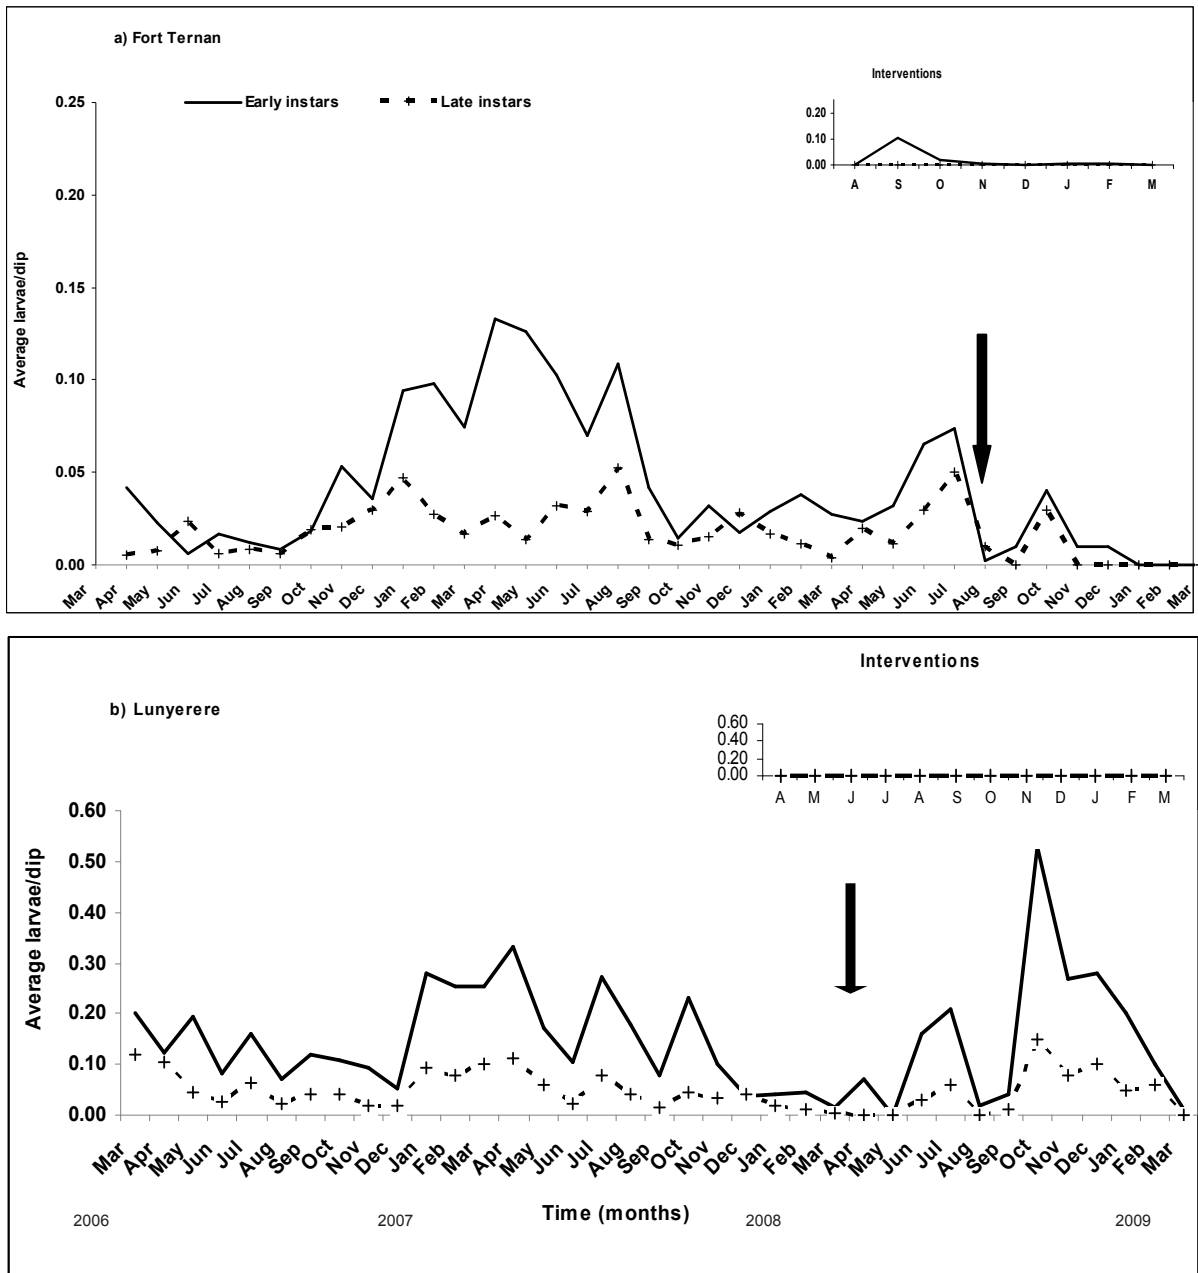 a) Fort Ternan
Interventions
Early instars Late instars
0.25
0.20
0.15
0.10
0.05
0.00
Average larvae/dip
0.20
0.10
0.00
A S O N D J F M
Mar Apr May Jun Jul Aug Sep Oct Nov Dec Jan Feb Mar Apr May Jun Jul Aug Sep Oct Nov Dec Jan Feb Mar Apr May Jun Jul Aug Sep Oct Nov Dec Jan Feb Mar
Interventions
b) Lunyerere
0.60
0.40
0.20
0.00
A M J J A S O N D J F M
0.60
0.50
0.40
0.30
0.20
0.10
0.00
Average larvae/dip
Mar Apr May Jun Jul Aug Sep Oct Nov Dec Jan Feb Mar Apr May Jun Jul Aug Sep Oct Nov Dec Jan Feb Mar Apr May Jun Jul Aug Sep Oct Nov Dec Jan Feb Mar
Time (months)
2006 2007 2008 2009